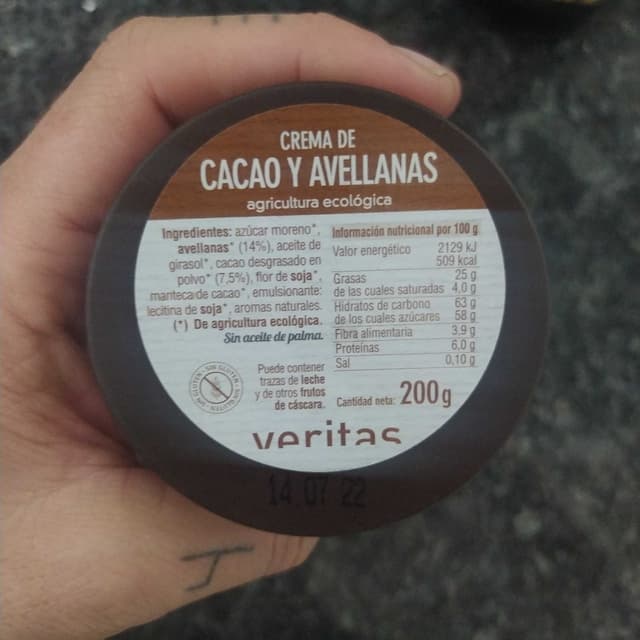 CREMA DE
CACAO Y AVELLANAS
agricultura ecológica
Ingredientes: azúcar moreno*,
avellanas* (14%), aceite de
girasol*, cacao desgrasado en
polvo* (7,5%), flor de soja*,
manteca de cacao*, emulsionante:
lecitina de soja*, aromas naturales.
(*) De agricultura ecológica.
Sin aceite de palma.
Información nutricional por 100 g
Valor energético 2129 kJ
509 kcal
Grasas 25 g
de las cuales saturadas 4,0 g
Hidratos de carbono 63 g
de los cuales azúcares 58 g
Fibra alimentaria 3,9 g
Proteínas 6,0 g
Sal 0,10 g
SIN GLUTEN
Puede contener
trazas de leche
y de otros frutos
de cáscara.
Cantidad neta: 200 g
veritas
14 07 22